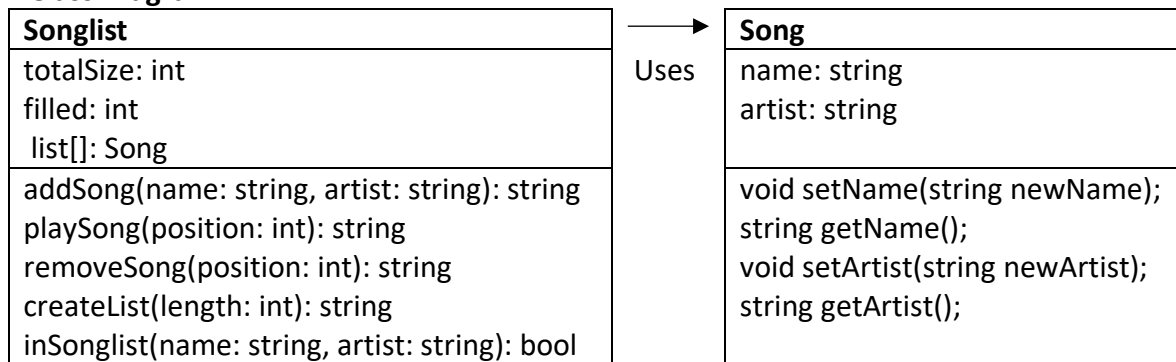 Songlist
totalSize: int
filled: int
list[]: Song
addSong(name: string, artist: string): string
playSong(position: int): string
removeSong(position: int): string
createList(length: int): string
inSonglist(name: string, artist: string): bool
Uses
Song
name: string
artist: string
void setName(string newName);
string getName();
void setArtist(string newArtist);
string getArtist();